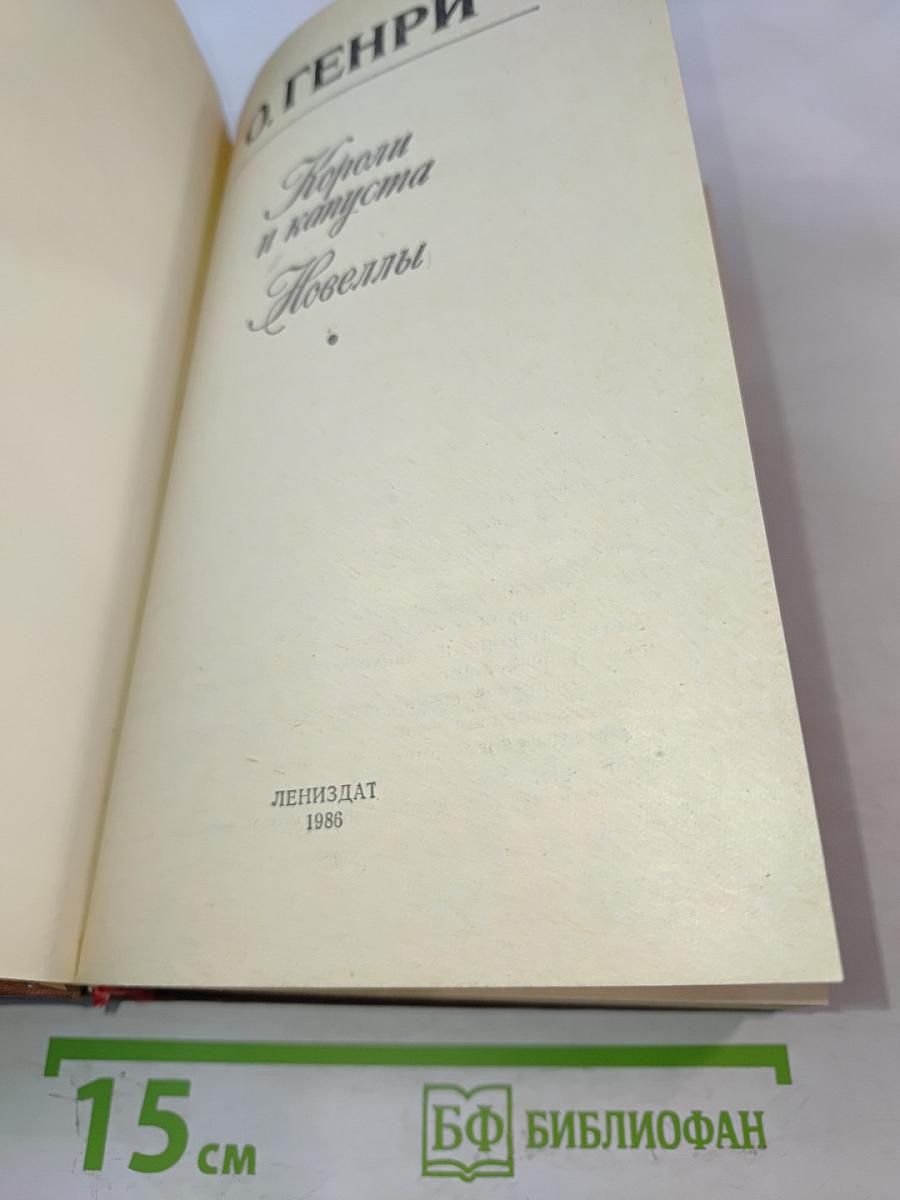 О. ГЕНРИ
Короли
и капуста
Новеллы
ЛЕНИЗДАТ
1986
15 см
БФ БИБЛИОФАН